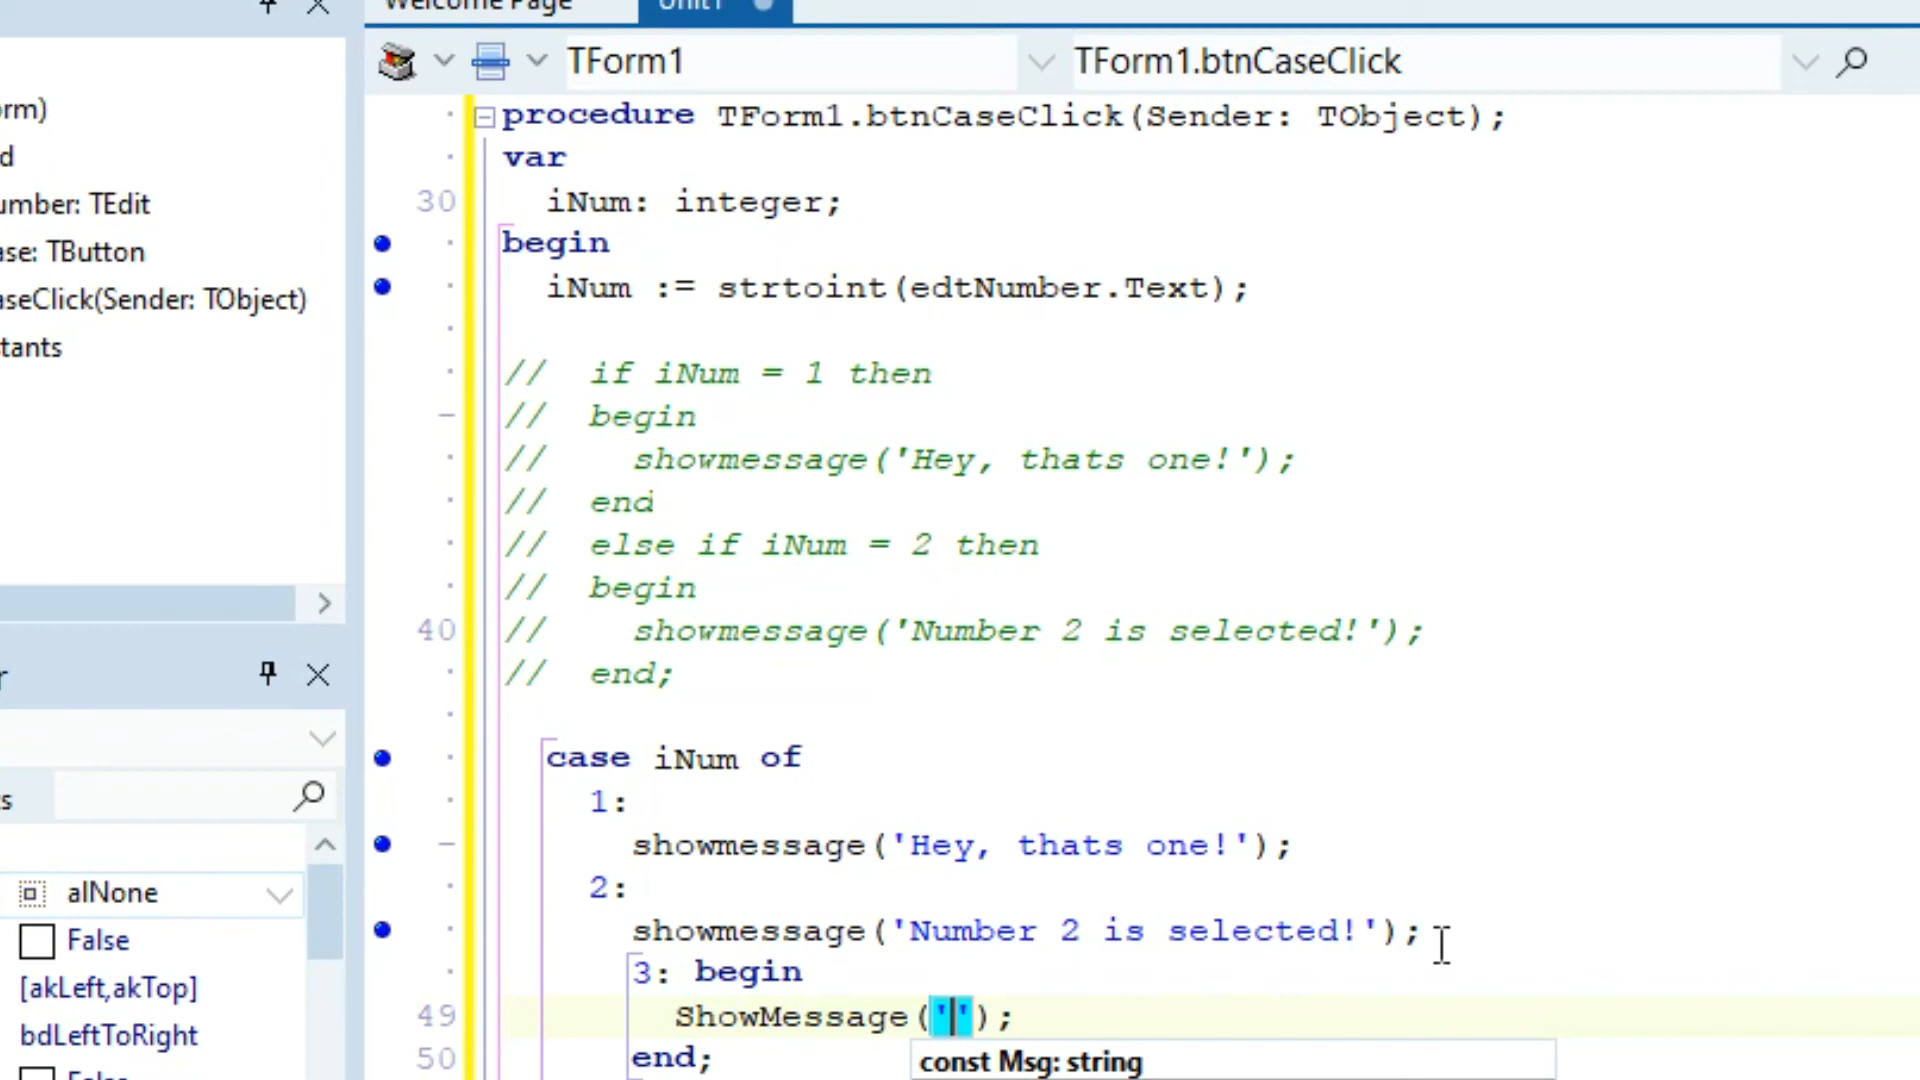 Welcome Page
Unit1
TForm1
TForm1.btnCaseClick
orm)
d
umber: TEdit
ase: TButton
aseClick(Sender: TObject)
tants
r
s
alNone
False
[akLeft,akTop]
bdLeftToRight
False
procedure TForm1.btnCaseClick(Sender: TObject);
var
30 iNum: integer;
begin
iNum := strtoint(edtNumber.Text);
// if iNum = 1 then
// begin
// showmessage('Hey, thats one!');
// end
// else if iNum = 2 then
// begin
40 // showmessage('Number 2 is selected!');
// end;
case iNum of
1:
showmessage('Hey, thats one!');
2:
showmessage('Number 2 is selected!');
3: begin
49 ShowMessage('');
50 end;
const Msg: string